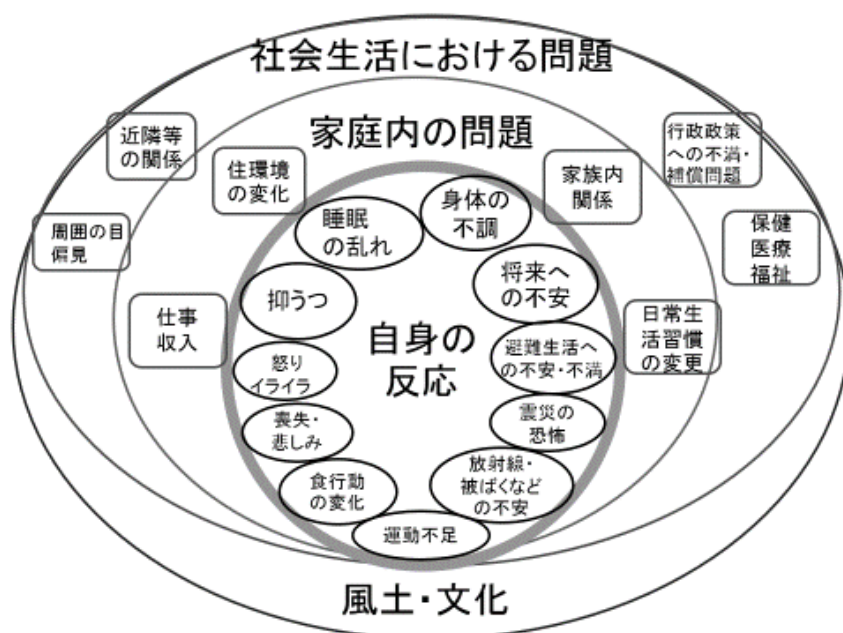 社会生活における問題
家庭内の問題
近隣等
の関係
住環境
の変化
家族内
関係
行政政策
への不満・
補償問題
周囲の目
偏見
保健
医療
福祉
仕事
収入
日常生
活習慣
の変更
睡眠
の乱れ
身体の
不調
抑うつ
将来へ
の不安
自身の
反応
怒り
イライラ
避難生活へ
の不安・不満
喪失・
悲しみ
震災の
恐怖
食行動
の変化
放射線・
被ばくなど
の不安
運動不足
風土・文化